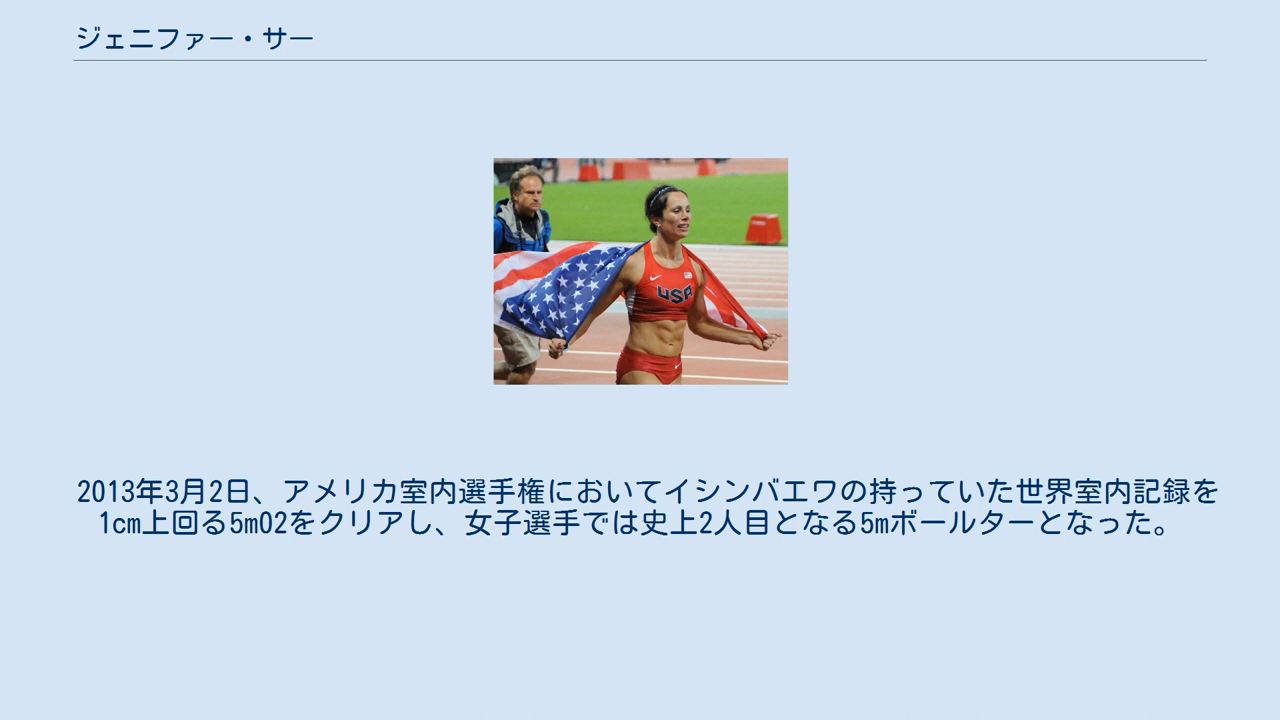 ジェニファー・サー
USA
2013年3月2日、アメリカ室内選手権においてイシンバエワの持っていた世界室内記録を
1cm上回る5m02をクリアし、女子選手では史上2人目となる5mボールターとなった。